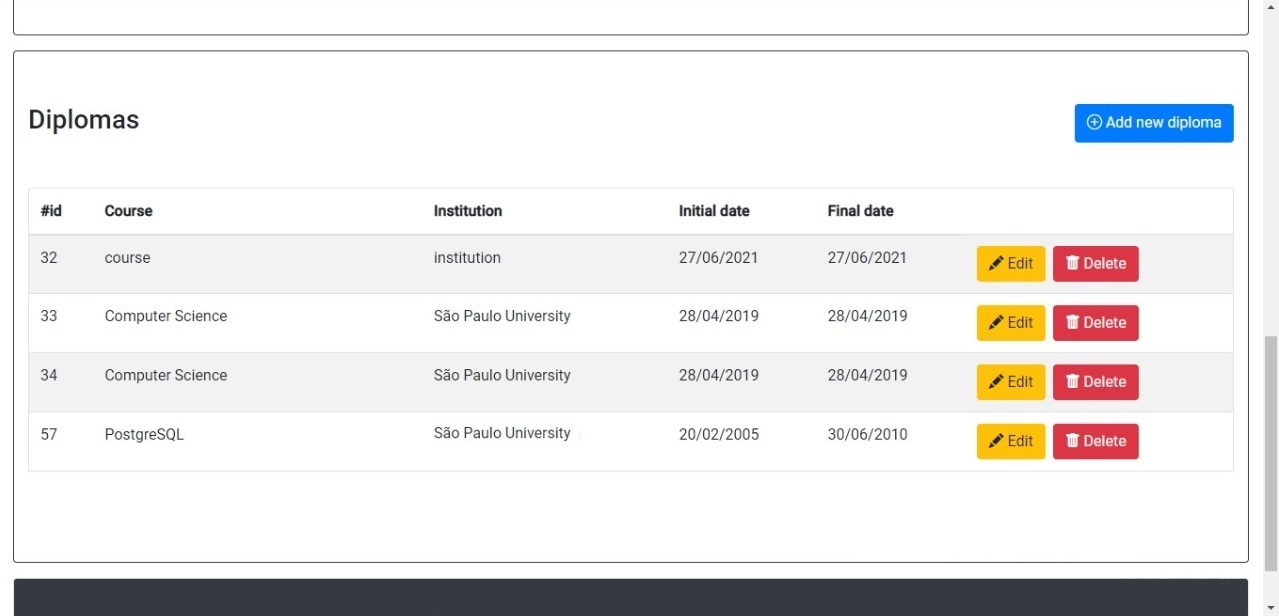 Diplomas
Add new diploma
#id Course Institution Initial date Final date
32 course institution 27/06/2021 27/06/2021 Edit Delete
33 Computer Science São Paulo University 28/04/2019 28/04/2019 Edit Delete
34 Computer Science São Paulo University 28/04/2019 28/04/2019 Edit Delete
57 PostgreSQL São Paulo University 20/02/2005 30/06/2010 Edit Delete